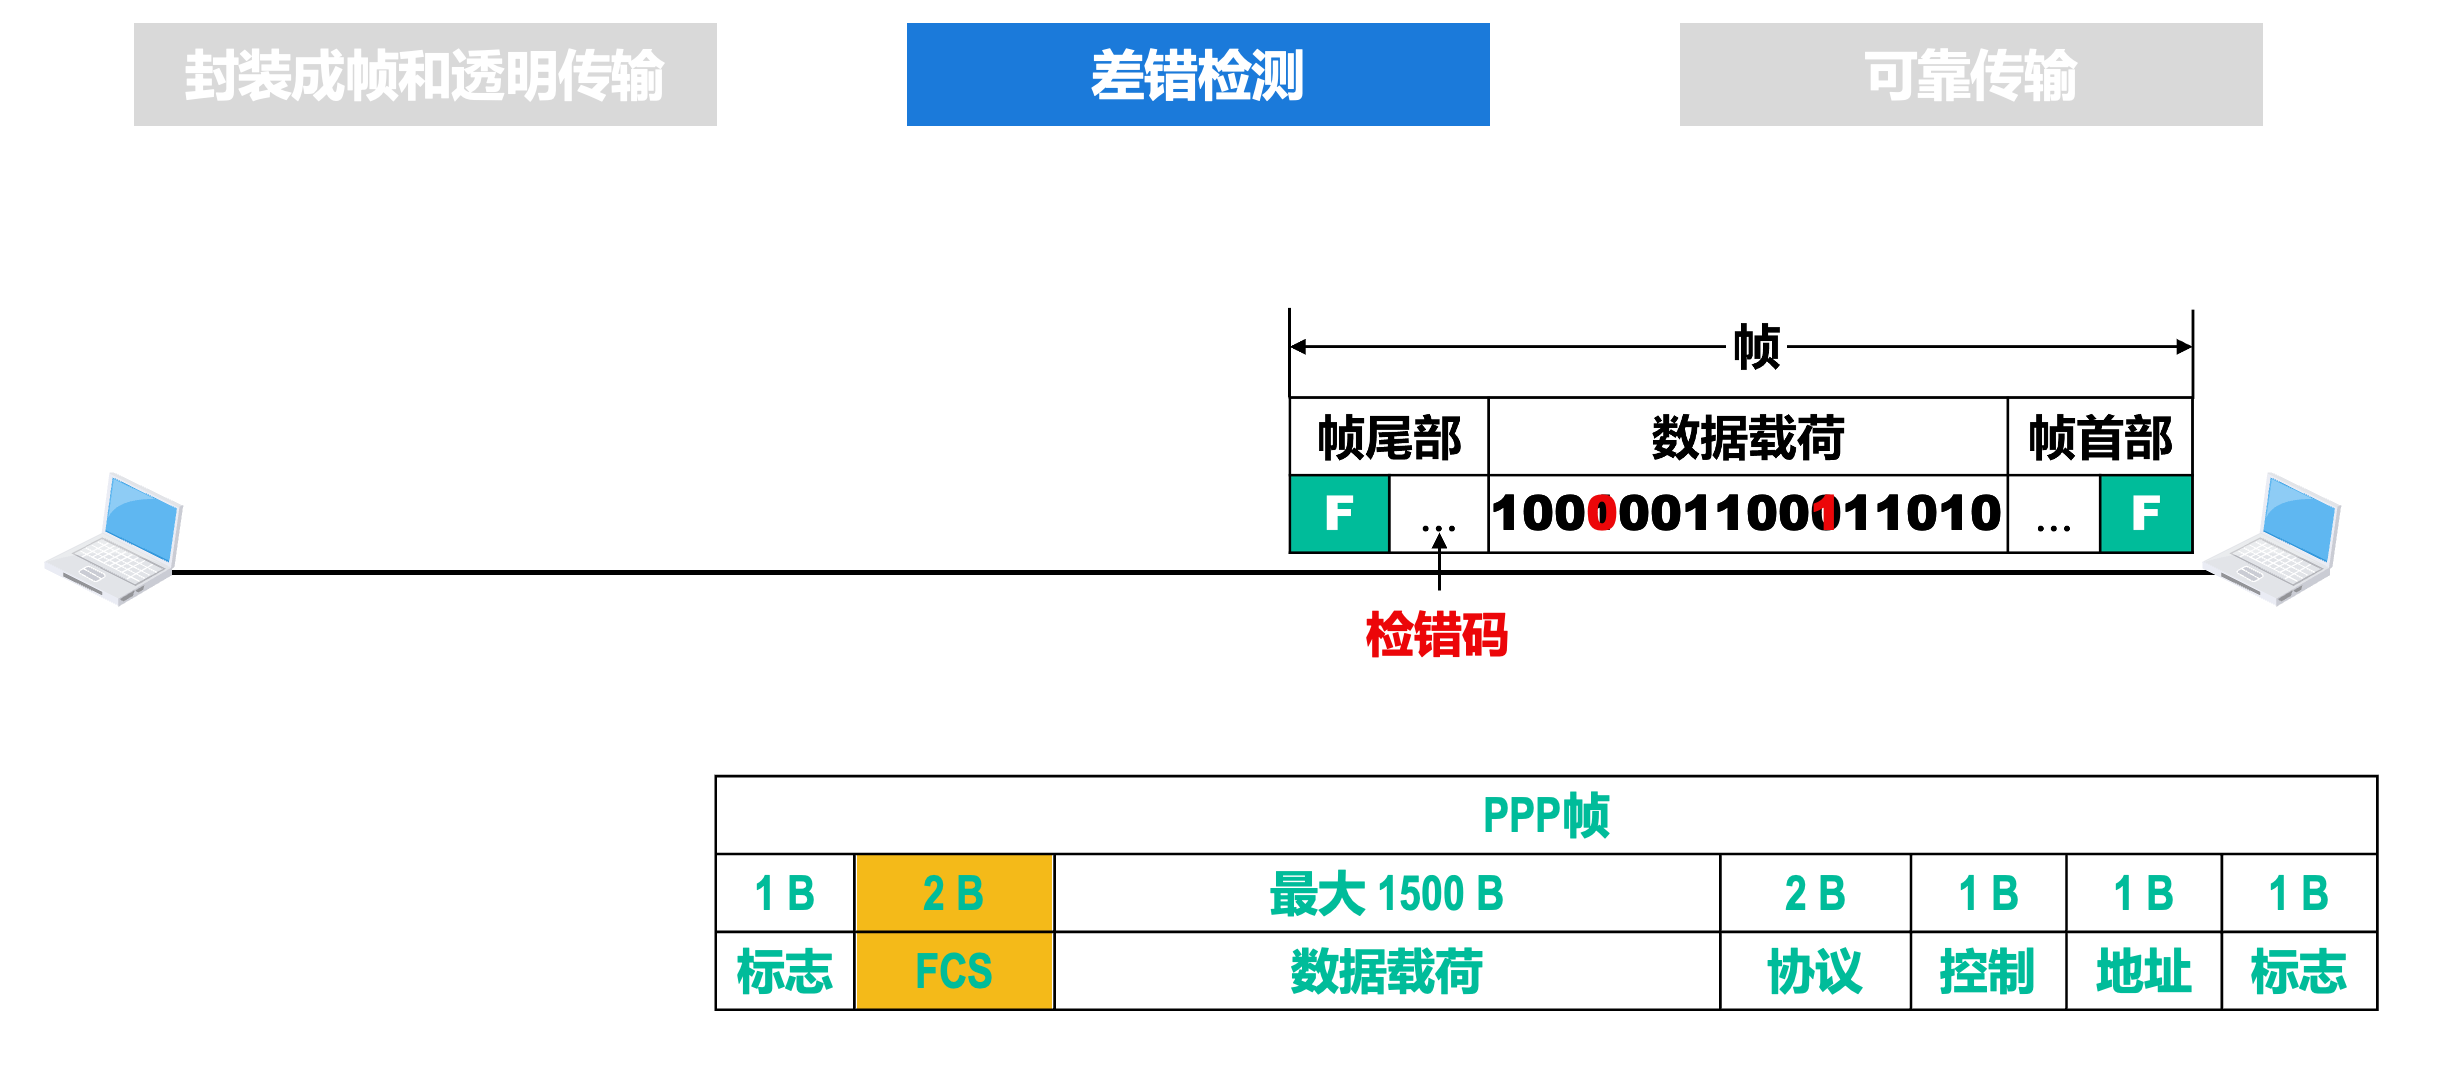 封装成帧和透明传输
差错检测
可靠传输
帧
帧尾部 数据载荷 帧首部
F … 1000001100111010 … F
检错码
PPP帧
1 B 2 B 最大 1500 B 2 B 1 B 1 B 1 B
标志 FCS 数据载荷 协议 控制 地址 标志